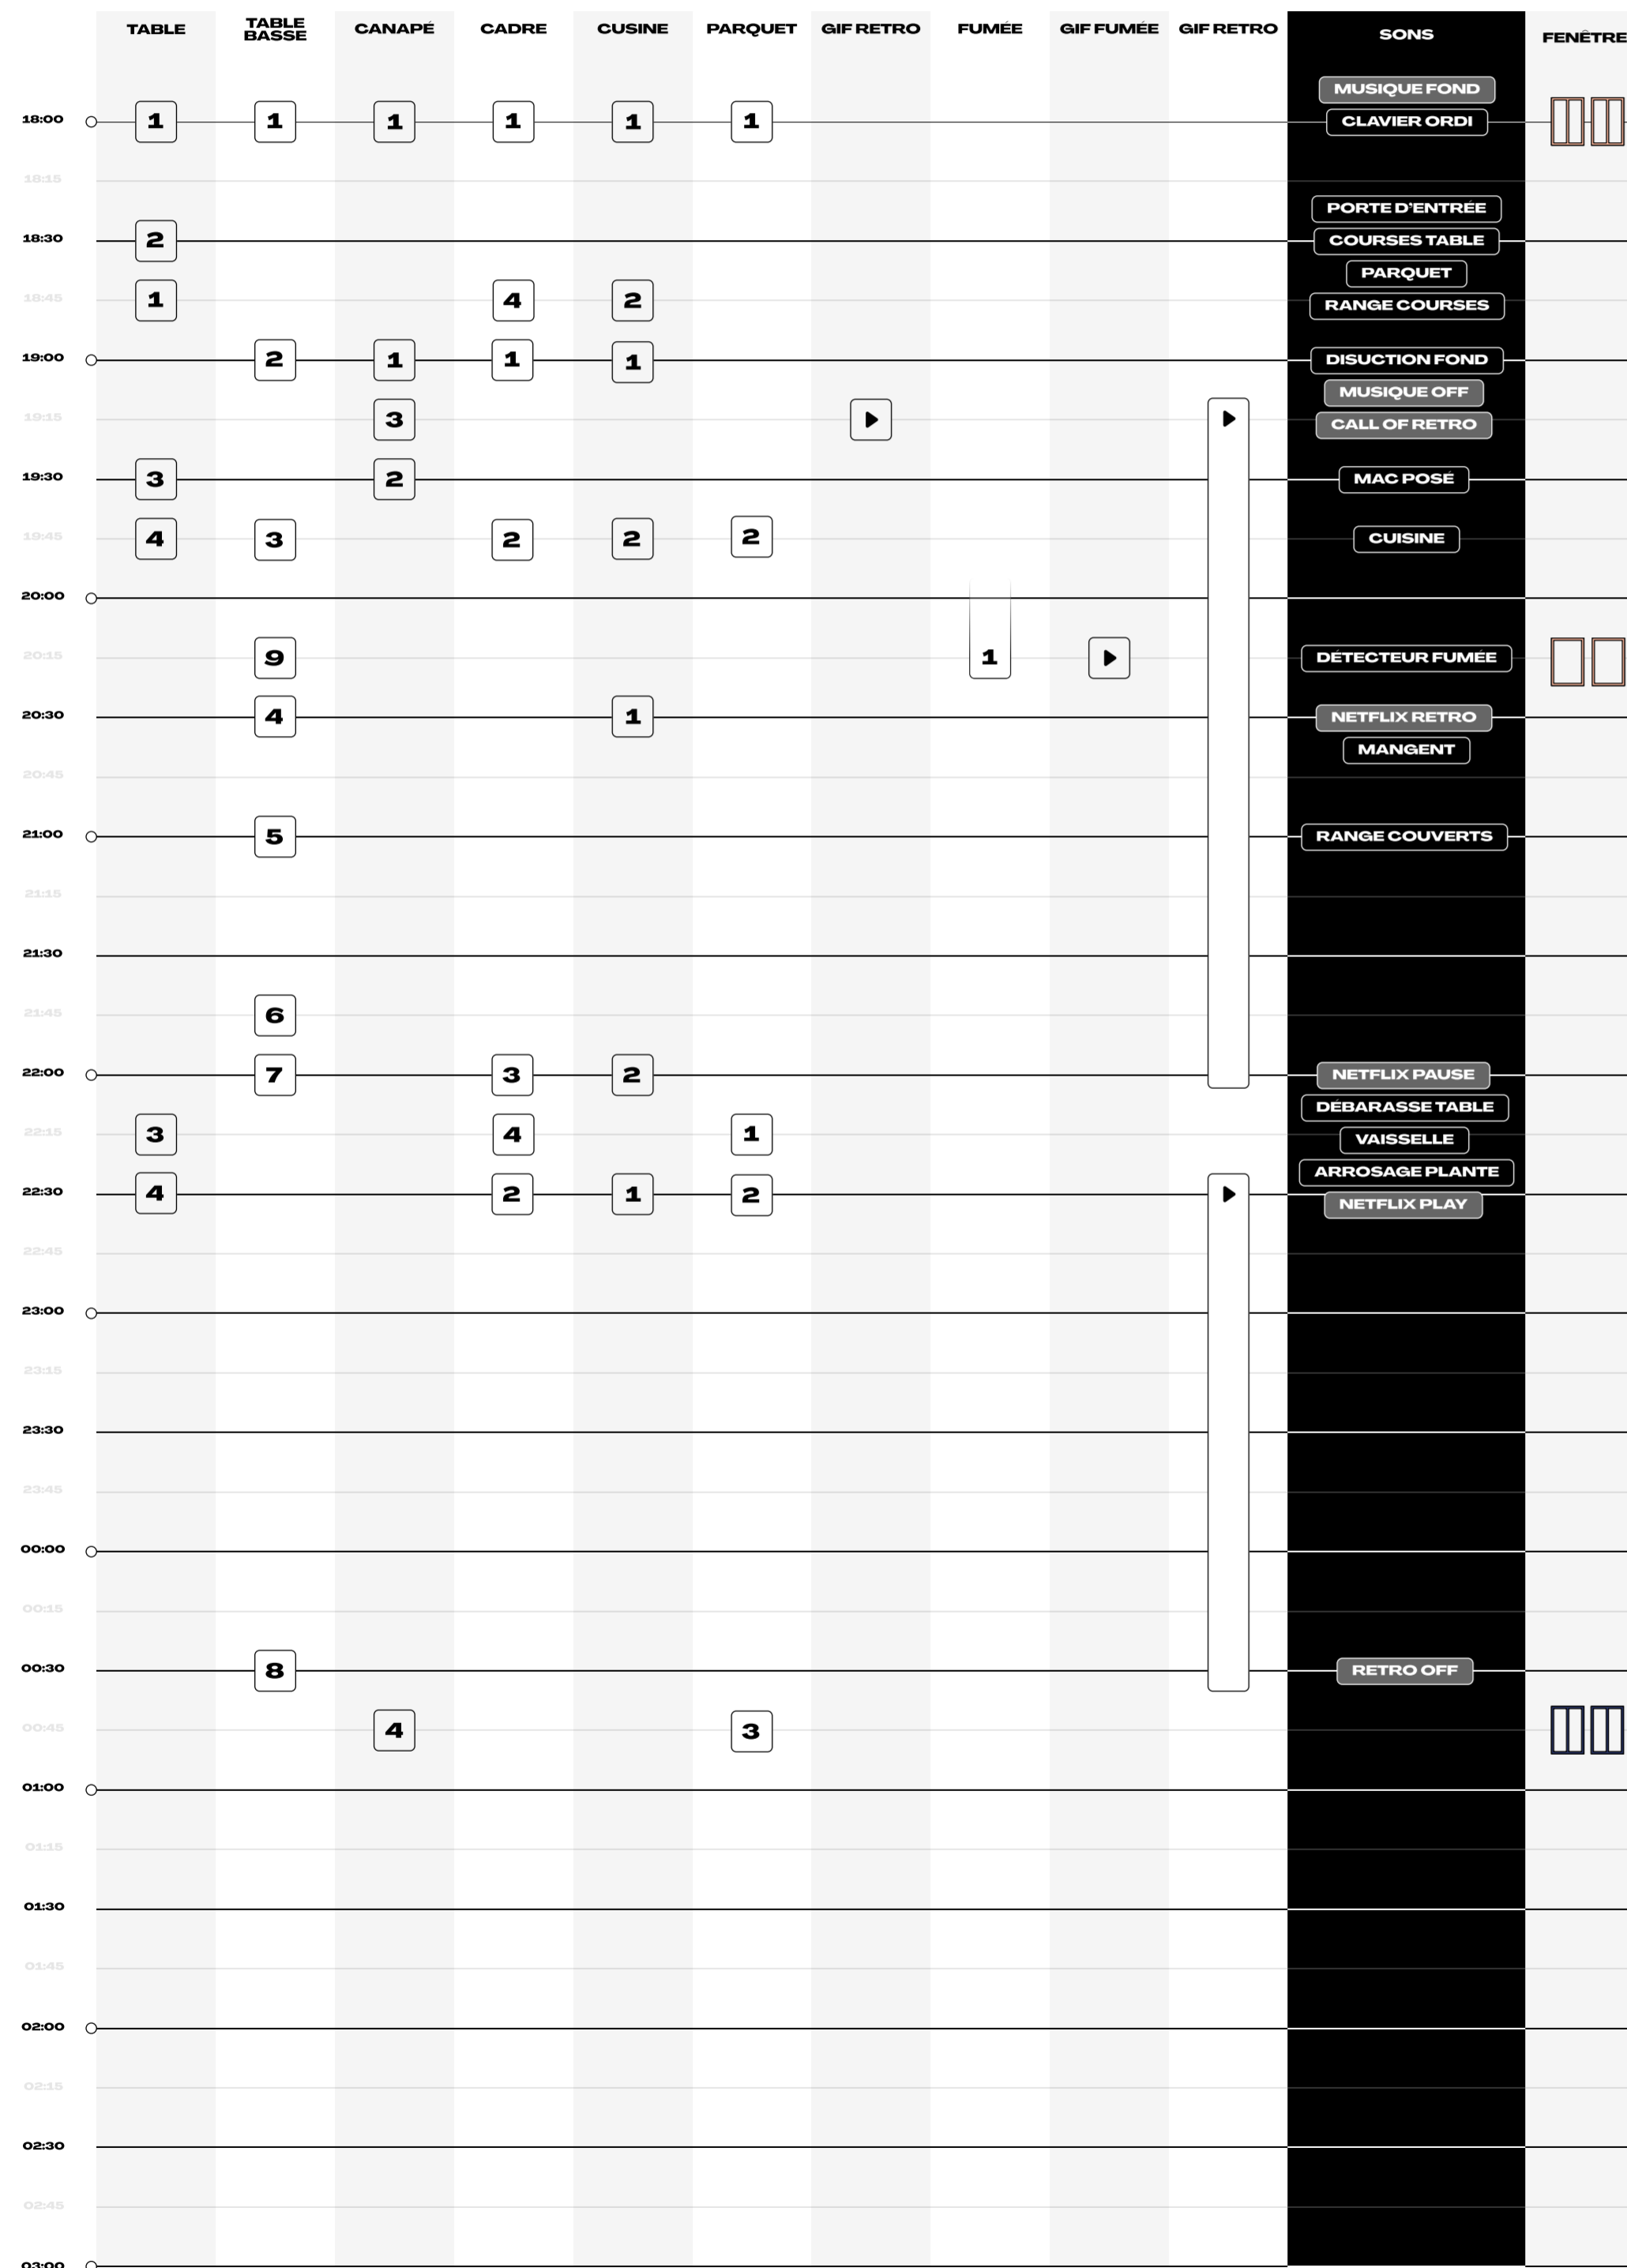 TABLE TABLE BASSE CANAPÉ CADRE CUSINE PARQUET GIF RETRO FUMÉE GIF FUMÉE GIF RETRO SONS FENÊTRE
MUSIQUE FOND
18:00 1 1 1 1 1 1 CLAVIER ORDI
18:15
PORTE D'ENTRÉE
18:30 2 COURSES TABLE
PARQUET
18:45 1 4 2 RANGE COURSES
19:00 2 1 1 1 DISUCTION FOND
MUSIQUE OFF
19:15 3 CALL OF RETRO
19:30 3 2 MAC POSÉ
19:45 4 3 2 2 2 CUISINE
20:00
20:15 9 1 DÉTECTEUR FUMÉE
20:30 4 1 NETFLIX RETRO
MANGENT
20:45
21:00 5 RANGE COUVERTS
21:15
21:30
21:45 6
22:00 7 3 2 NETFLIX PAUSE
DÉBARASSE TABLE
22:15 3 4 1 VAISSELLE
ARROSAGE PLANTE
22:30 4 2 1 2 NETFLIX PLAY
22:45
23:00
23:15
23:30
23:45
00:00
00:15
00:30 8 RETRO OFF
00:45 4 3
01:00
01:15
01:30
01:45
02:00
02:15
02:30
02:45
03:00